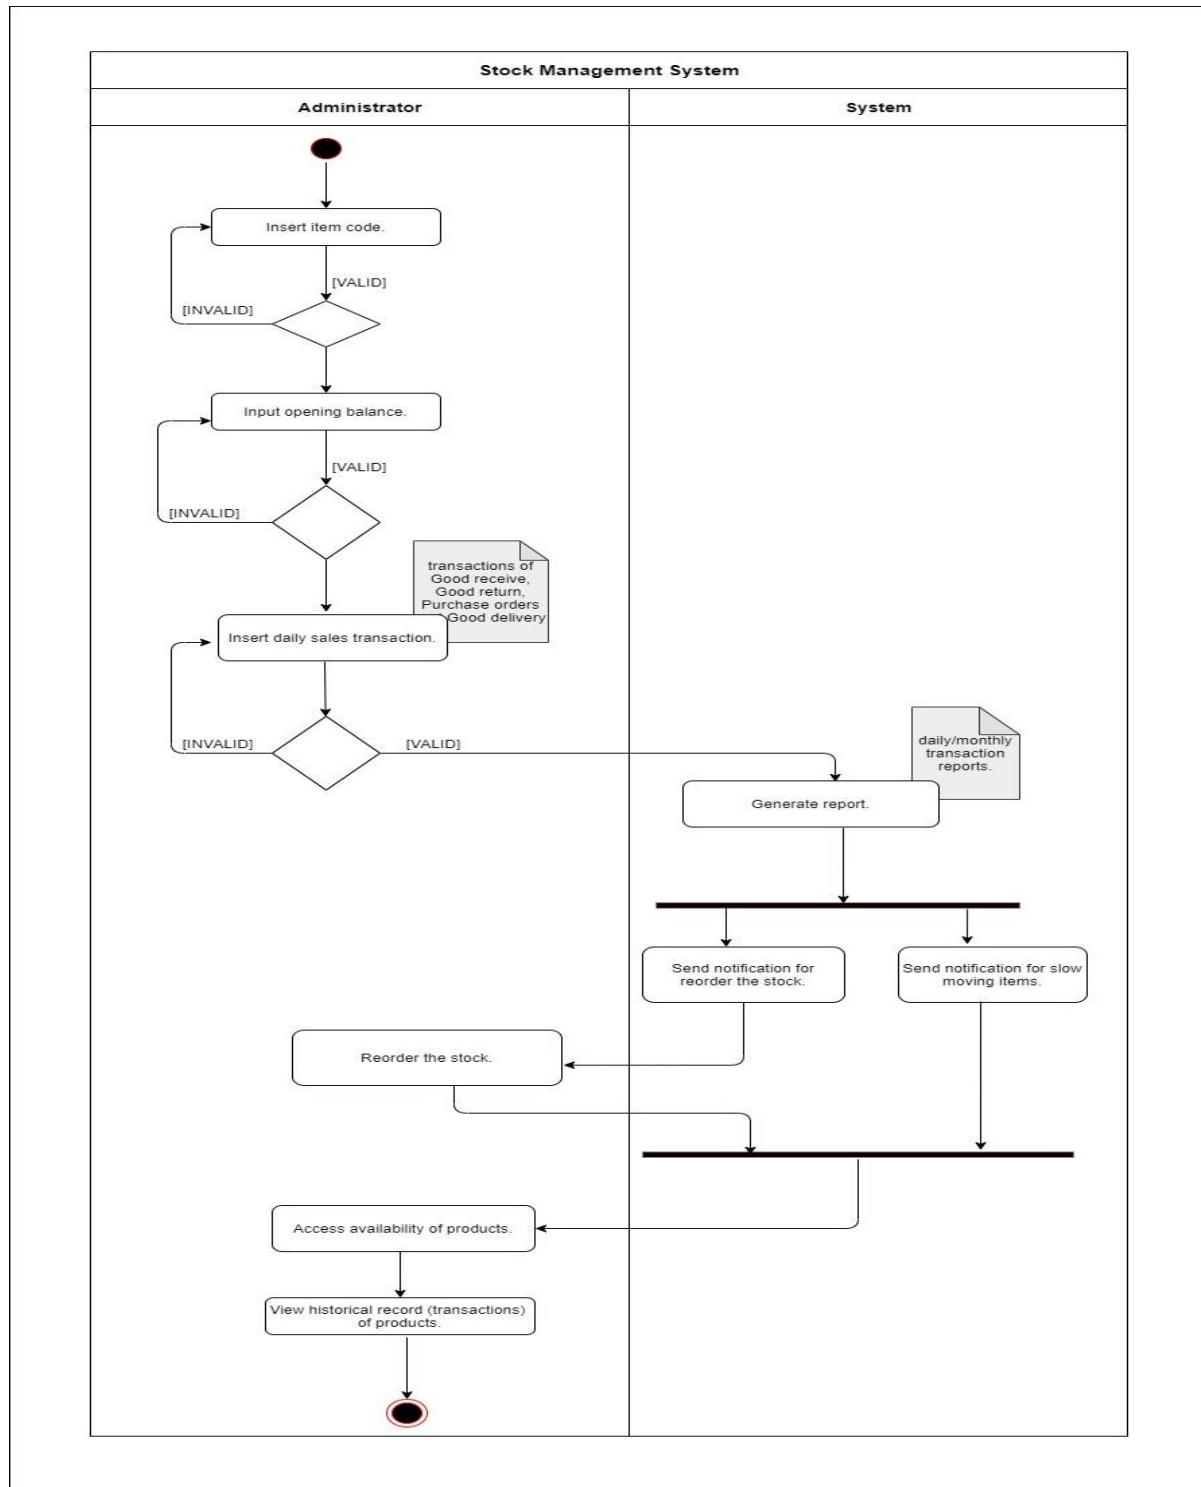 Stock Management System
Administrator
System
Insert item code.
[VALID]
[INVALID]
Input opening balance.
[VALID]
[INVALID]
transactions of
Good receive,
Good return,
Purchase orders
Good delivery
Insert daily sales transaction.
[INVALID]
[VALID]
daily/monthly
transaction
reports.
Generate report.
Send notification for
reorder the stock.
Send notification for slow
moving items.
Reorder the stock.
Access availability of products.
View historical record (transactions)
of products.